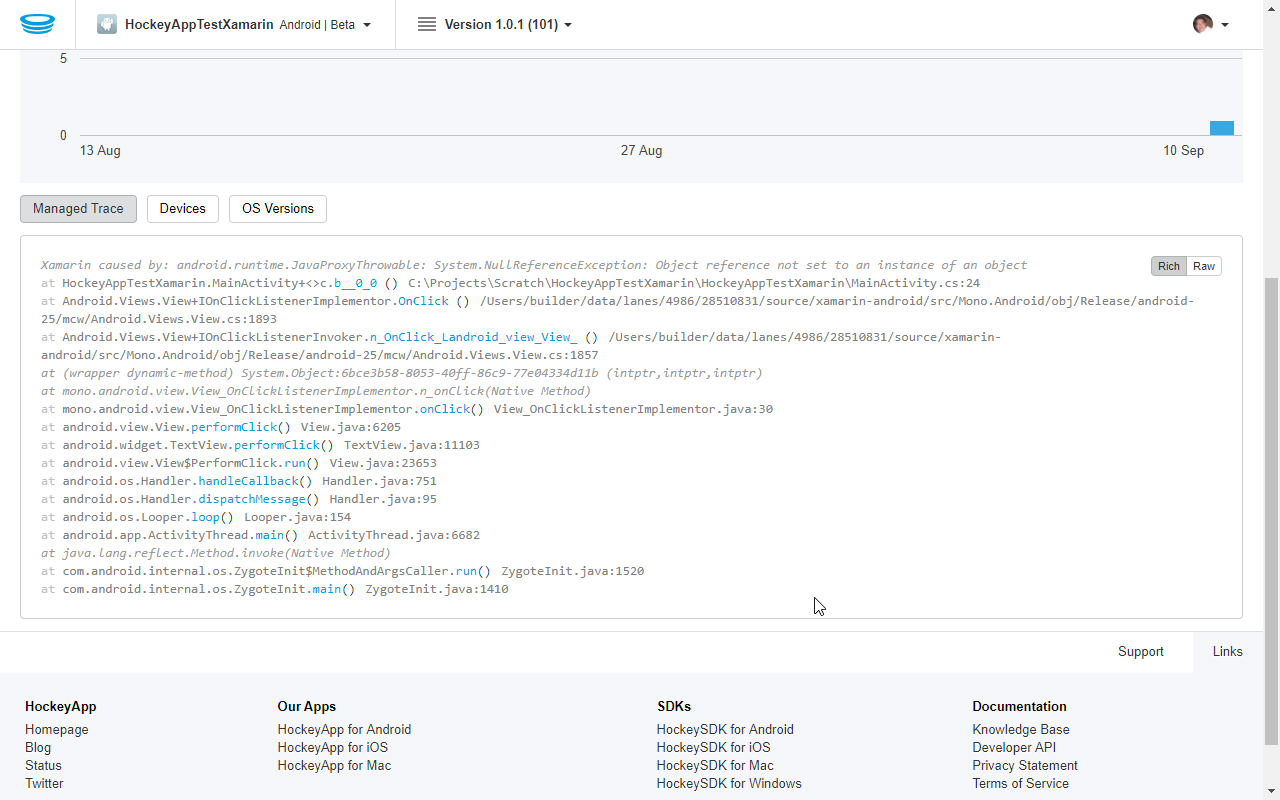 HockeyAppTestXamarin Android | Beta
Version 1.0.1 (101)
5
0
13 Aug 27 Aug 10 Sep
Managed Trace Devices OS Versions
Rich Raw
Xamarin caused by: android.runtime.JavaProxyThrowable: System.NullReferenceException: Object reference not set to an instance of an object
at HockeyAppTestXamarin.MainActivity+<>c.b__0_0 () C:\Projects\Scratch\HockeyAppTestXamarin\HockeyAppTestXamarin\MainActivity.cs:24
at Android.Views.View+IOnClickListenerImplementor.OnClick () /Users/builder/data/lanes/4986/28510831/source/xamarin-android/src/Mono.Android/obj/Release/android-
25/mcw/Android.Views.View.cs:1893
at Android.Views.View+IOnClickListenerInvoker.n_OnClick_Landroid_view_View_ () /Users/builder/data/lanes/4986/28510831/source/xamarin-
android/src/Mono.Android/obj/Release/android-25/mcw/Android.Views.View.cs:1857
at (wrapper dynamic-method) System.Object:6bce3b58-8053-40ff-86c9-77e04334d11b (intptr,intptr,intptr)
at mono.android.view.View_OnClickListenerImplementor.n_onClick(Native Method)
at mono.android.view.View_OnClickListenerImplementor.onClick() View_OnClickListenerImplementor.java:30
at android.view.View.performClick() View.java:6205
at android.widget.TextView.performClick() TextView.java:11103
at android.view.View$PerformClick.run() View.java:23653
at android.os.Handler.handleCallback() Handler.java:751
at android.os.Handler.dispatchMessage() Handler.java:95
at android.os.Looper.loop() Looper.java:154
at android.app.ActivityThread.main() ActivityThread.java:6682
at java.lang.reflect.Method.invoke(Native Method)
at com.android.internal.os.ZygoteInit$MethodAndArgsCaller.run() ZygoteInit.java:1520
at com.android.internal.os.ZygoteInit.main() ZygoteInit.java:1410
Support Links
HockeyApp
Homepage
Blog
Status
Twitter
Our Apps
HockeyApp for Android
HockeyApp for iOS
HockeyApp for Mac
SDKs
HockeySDK for Android
HockeySDK for iOS
HockeySDK for Mac
HockeySDK for Windows
Documentation
Knowledge Base
Developer API
Privacy Statement
Terms of Service